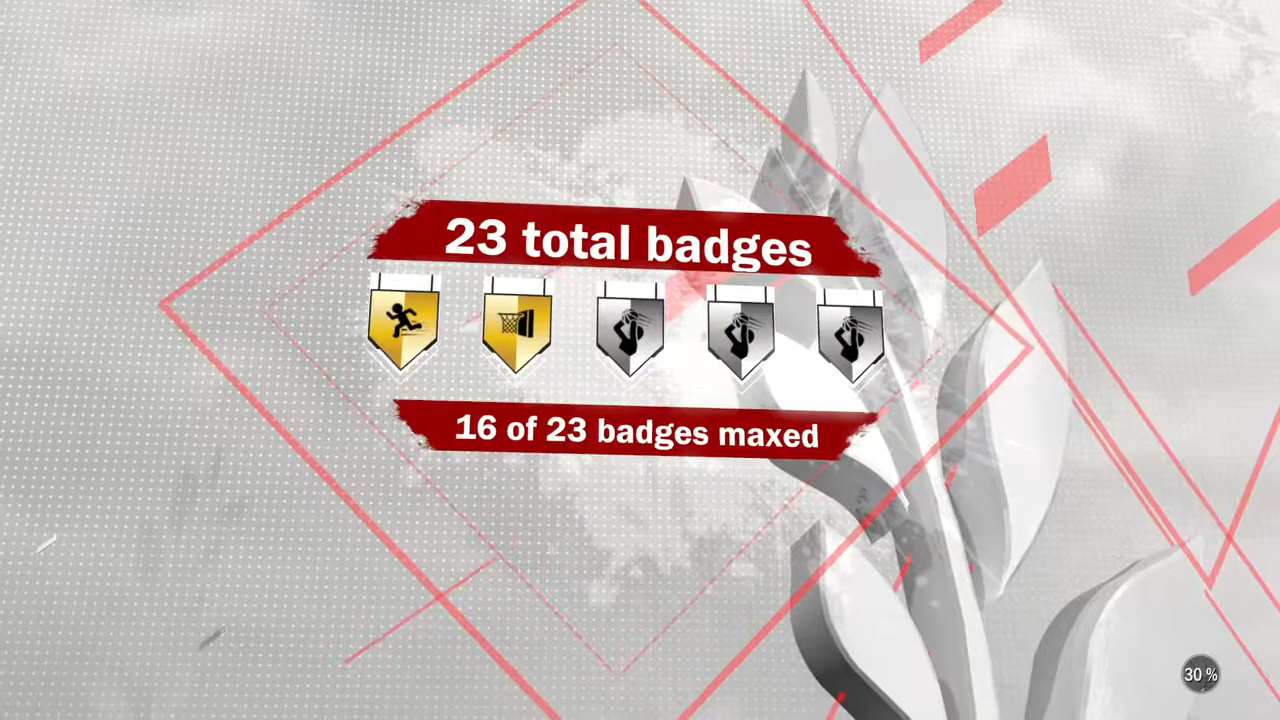 23 total badges
16 of 23 badges maxed
30 %